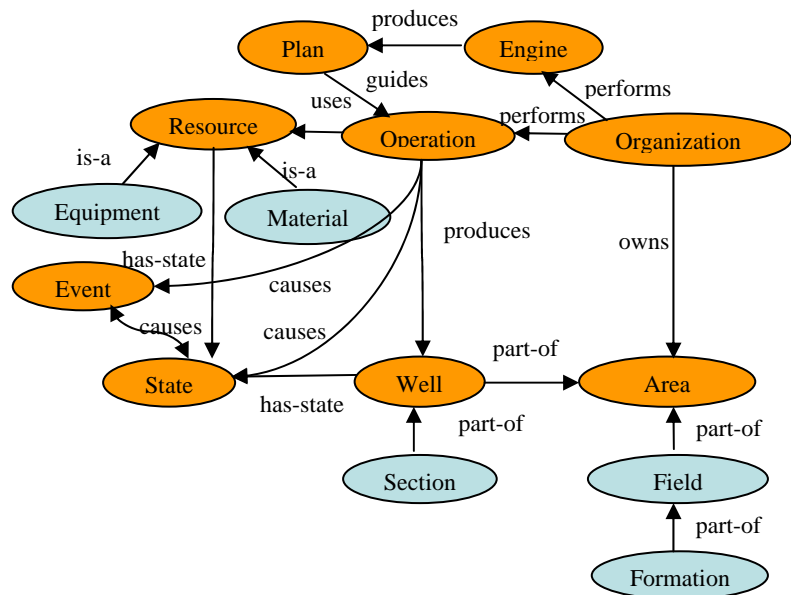 produces
Plan
Engine
guides
performs
uses
Resource
Operation
performs
Organization
is-a
is-a
Equipment
Material
produces
owns
has-state
Event
causes
causes
causes
part-of
State
Well
Area
has-state
part-of
part-of
Section
Field
part-of
Formation